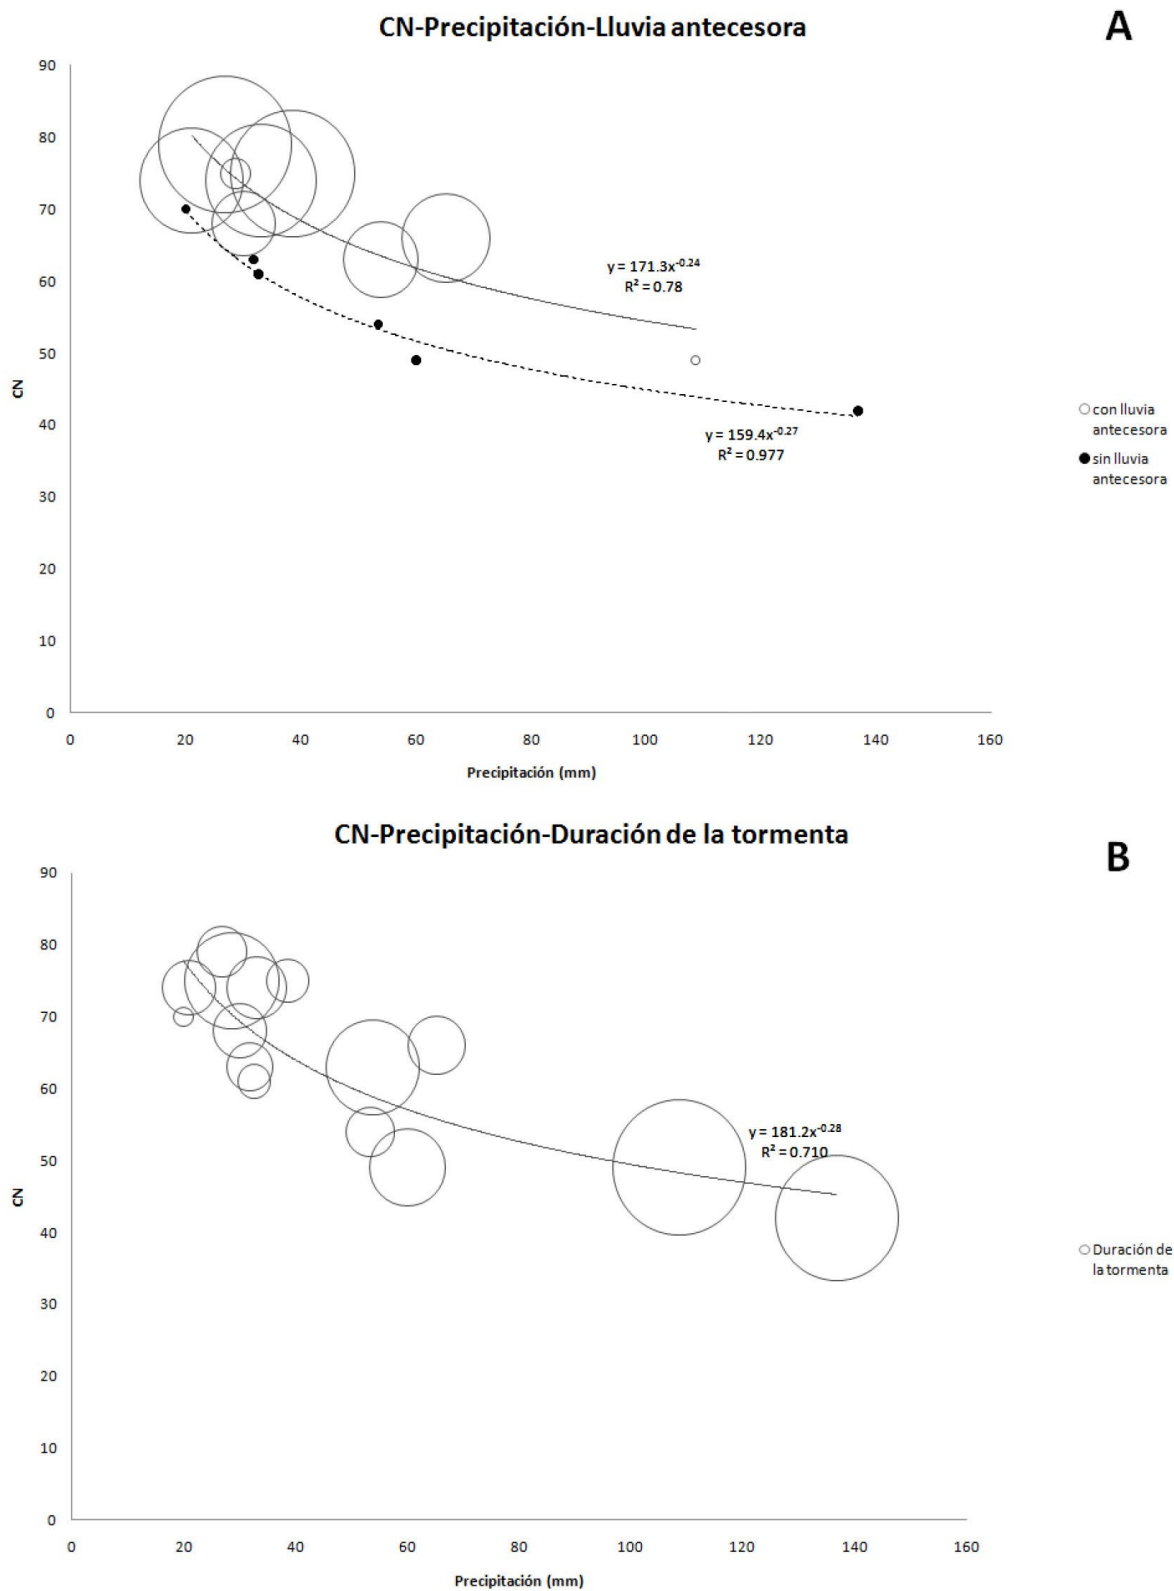 CN-Precipitación-Lluvia antecesora
A
90
80
70
60
50
40
30
20
10
0
CN
0 20 40 60 80 100 120 140 160
Precipitación (mm)
y = 171.3x^-0.24
R² = 0.78
y = 159.4x^-0.27
R² = 0.977
con lluvia
antecesora
sin lluvia
antecesora
CN-Precipitación-Duración de la tormenta
B
90
80
70
60
50
40
30
20
10
0
CN
0 20 40 60 80 100 120 140 160
Precipitación (mm)
y = 181.2x^-0.28
R² = 0.710
Duración de
la tormenta